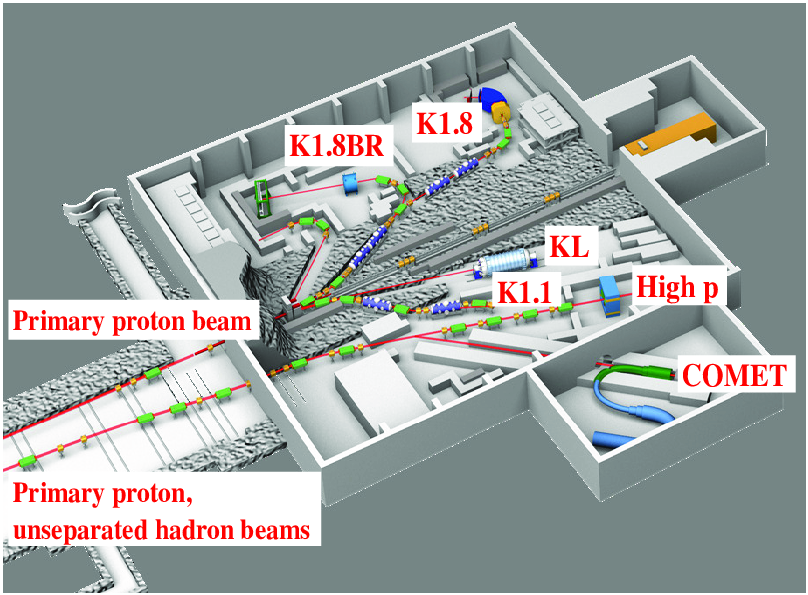 K1.8
K1.8BR
KL
K1.1
High p
Primary proton beam
COMET
Primary proton,
unseparated hadron beams